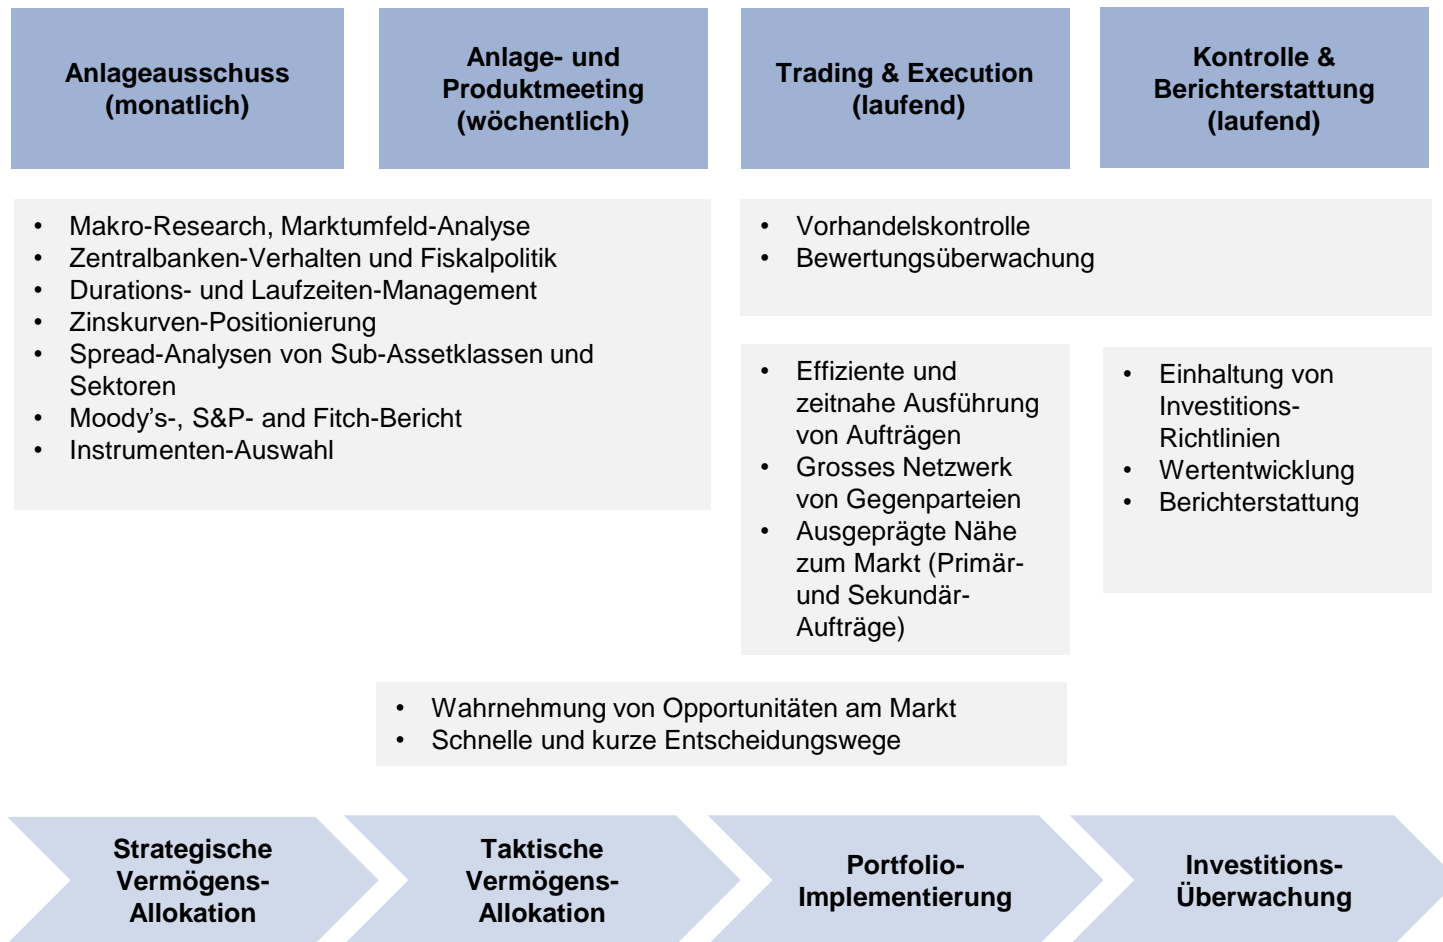 Anlageausschuss
(monatlich)
Anlage- und
Produktmeeting
(wöchentlich)
Trading & Execution
(laufend)
Kontrolle &
Berichterstattung
(laufend)
• Makro-Research, Marktumfeld-Analyse
• Zentralbanken-Verhalten und Fiskalpolitik
• Durations- und Laufzeiten-Management
• Zinskurven-Positionierung
• Spread-Analysen von Sub-Assetklassen und
Sektoren
• Moody’s-, S&P- and Fitch-Bericht
• Instrumenten-Auswahl
• Vorhandelskontrolle
• Bewertungsüberwachung
• Effiziente und
zeitnahe Ausführung
von Aufträgen
• Grosses Netzwerk
von Gegenparteien
• Ausgeprägte Nähe
zum Markt (Primär-
und Sekundär-
Aufträge)
• Einhaltung von
Investitions-
Richtlinien
• Wertentwicklung
• Berichterstattung
• Wahrnehmung von Opportunitäten am Markt
• Schnelle und kurze Entscheidungswege
Strategische
Vermögens-
Allokation
Taktische
Vermögens-
Allokation
Portfolio-
Implementierung
Investitions-
Überwachung